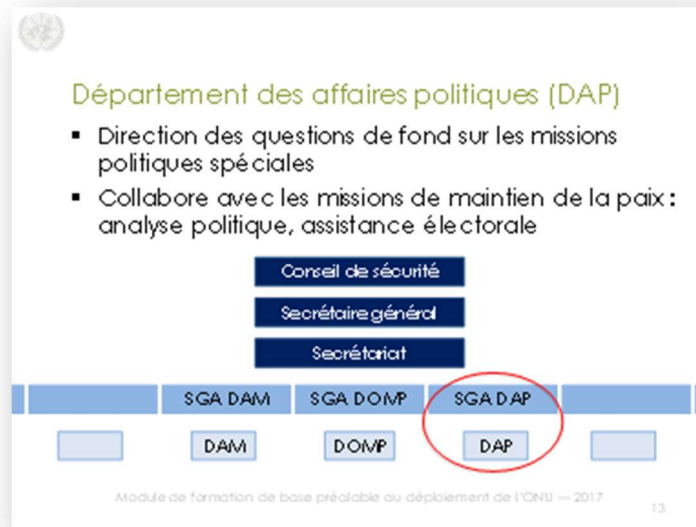 Département des affaires politiques (DAP)
▪ Direction des questions de fond sur les missions
politiques spéciales
▪ Collabore avec les missions de maintien de la paix :
analyse politique, assistance électorale
Conseil de sécurité
Secrétaire général
Secrétariat
SGA DAM SGA DOMP SGA DAP
DAM DOMP DAP
Module de formation de base préalable au déploiement de l'ONU — 2017
13